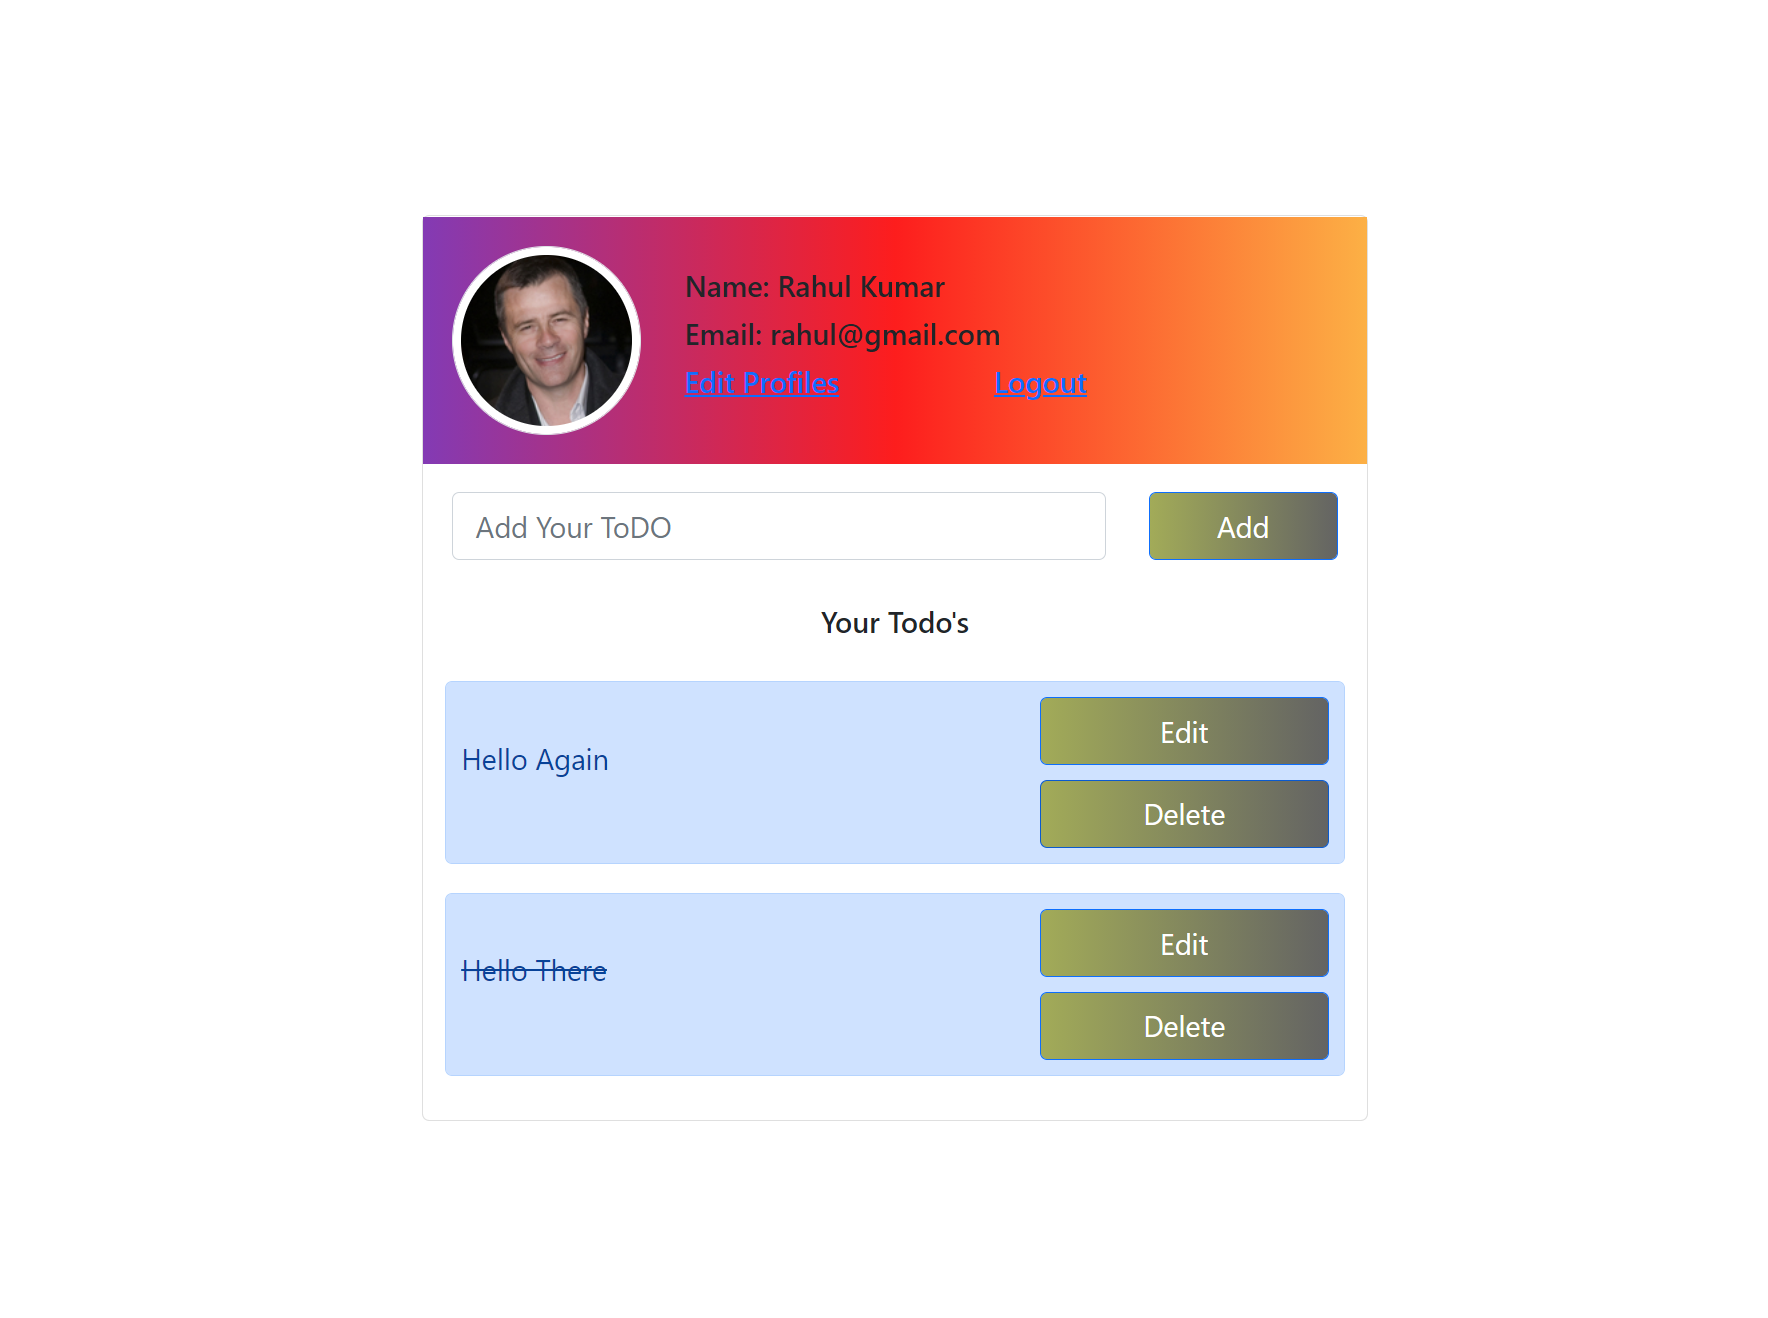 Name: Rahul Kumar
Email: rahul@gmail.com
Edit Profiles Logout
Add Your ToDO Add
Your Todo's
Edit
Hello Again
Delete
Edit
Hello There
Delete